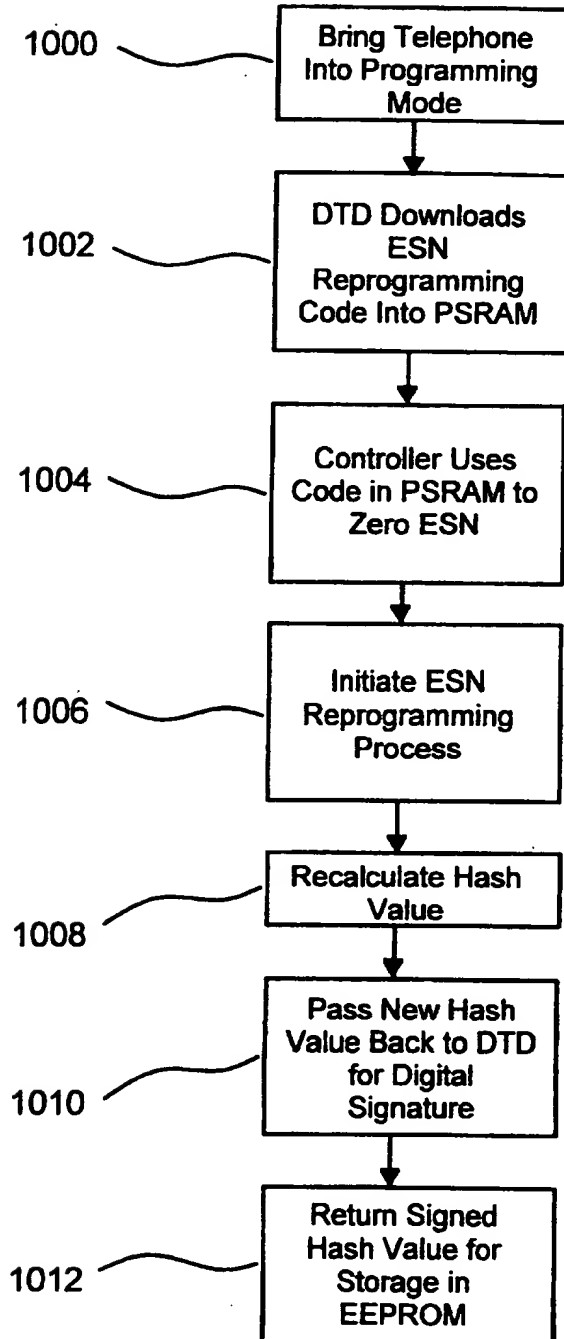 1000
Bring Telephone
Into Programming
Mode
1002
DTD Downloads
ESN
Reprogramming
Code Into PSRAM
1004
Controller Uses
Code in PSRAM to
Zero ESN
1006
Initiate ESN
Reprogramming
Process
1008
Recalculate Hash
Value
1010
Pass New Hash
Value Back to DTD
for Digital
Signature
1012
Return Signed
Hash Value for
Storage in
EEPROM